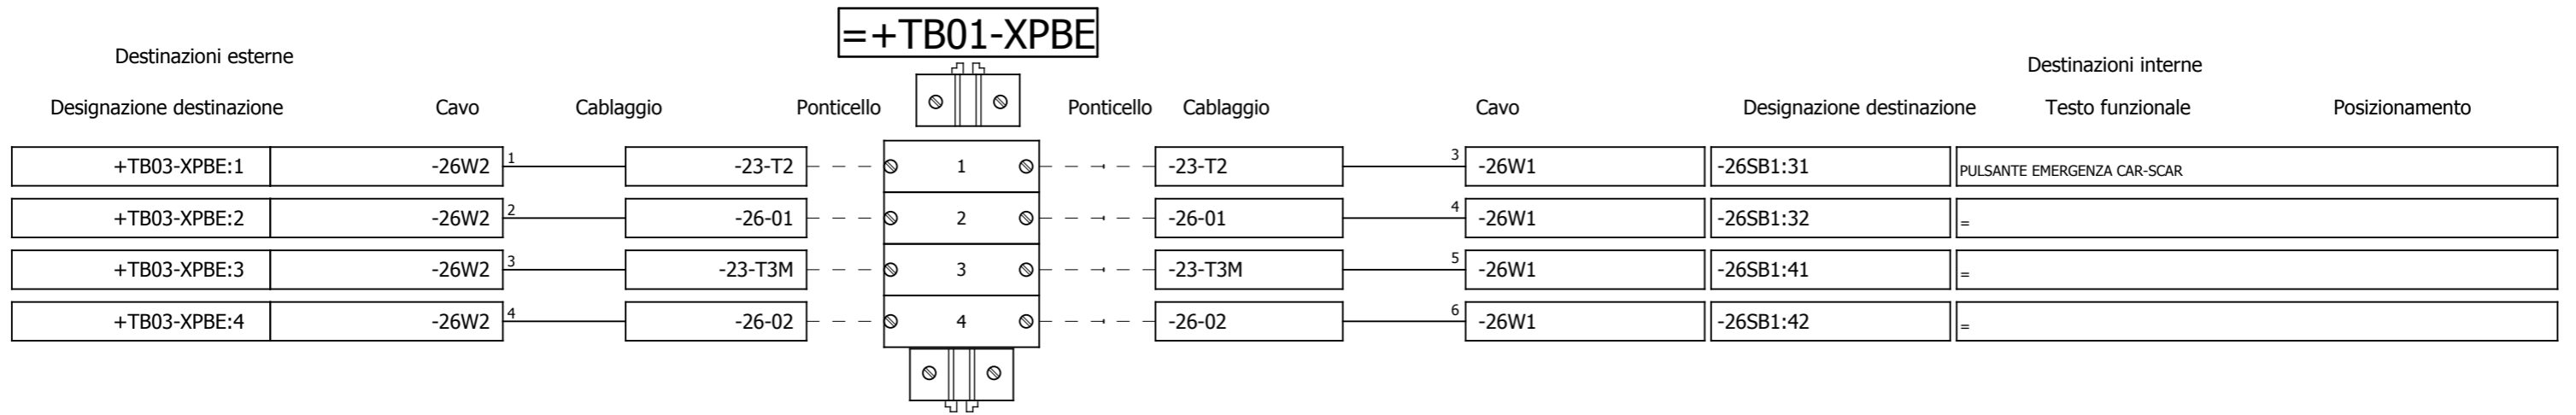 =+TB01-XPBE
Destinazioni esterne
Destinazioni interne
Designazione destinazione Cavo Cablaggio Ponticello Ponticello Cablaggio Cavo Designazione destinazione Testo funzionale Posizionamento
+TB03-XPBE:1 -26W2 1 -23-T2 1 -23-T2 3 -26W1 -26SB1:31 PULSANTE EMERGENZA CAR-SCAR
+TB03-XPBE:2 -26W2 2 -26-01 2 -26-01 4 -26W1 -26SB1:32 =
+TB03-XPBE:3 -26W2 3 -23-T3M 3 -23-T3M 5 -26W1 -26SB1:41 =
+TB03-XPBE:4 -26W2 4 -26-02 4 -26-02 6 -26W1 -26SB1:42 =